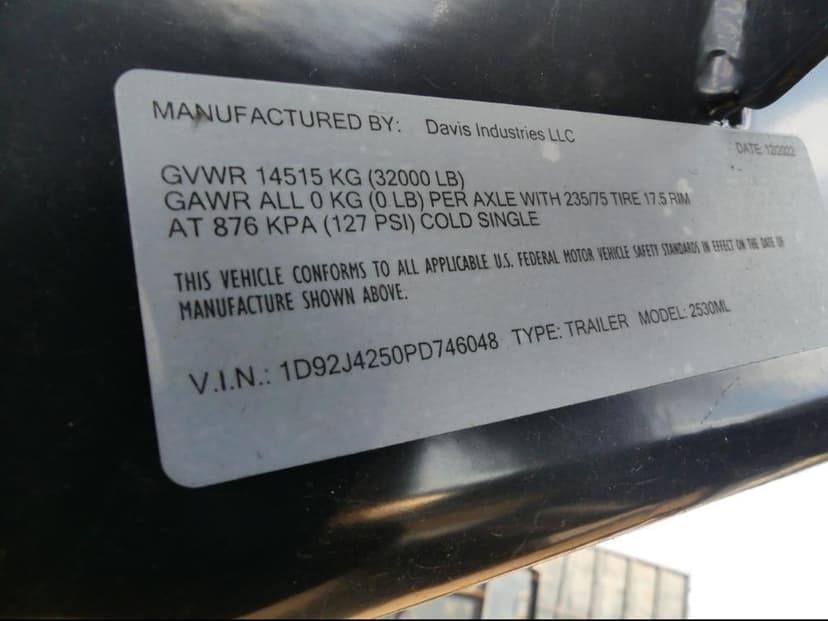 MANUFACTURED BY: Davis Industries LLC
DATE: 12/2022
GVWR 14515 KG (32000 LB)
GAWR ALL 0 KG (0 LB) PER AXLE WITH 235/75 TIRE 17.5 RIM
AT 876 KPA (127 PSI) COLD SINGLE
THIS VEHICLE CONFORMS TO ALL APPLICABLE U.S. FEDERAL MOTOR VEHICLE SAFETY STANDARDS IN EFFECT ON THE DATE OF
MANUFACTURE SHOWN ABOVE.
V.I.N.: 1D92J4250PD746048 TYPE: TRAILER MODEL: 2530ML